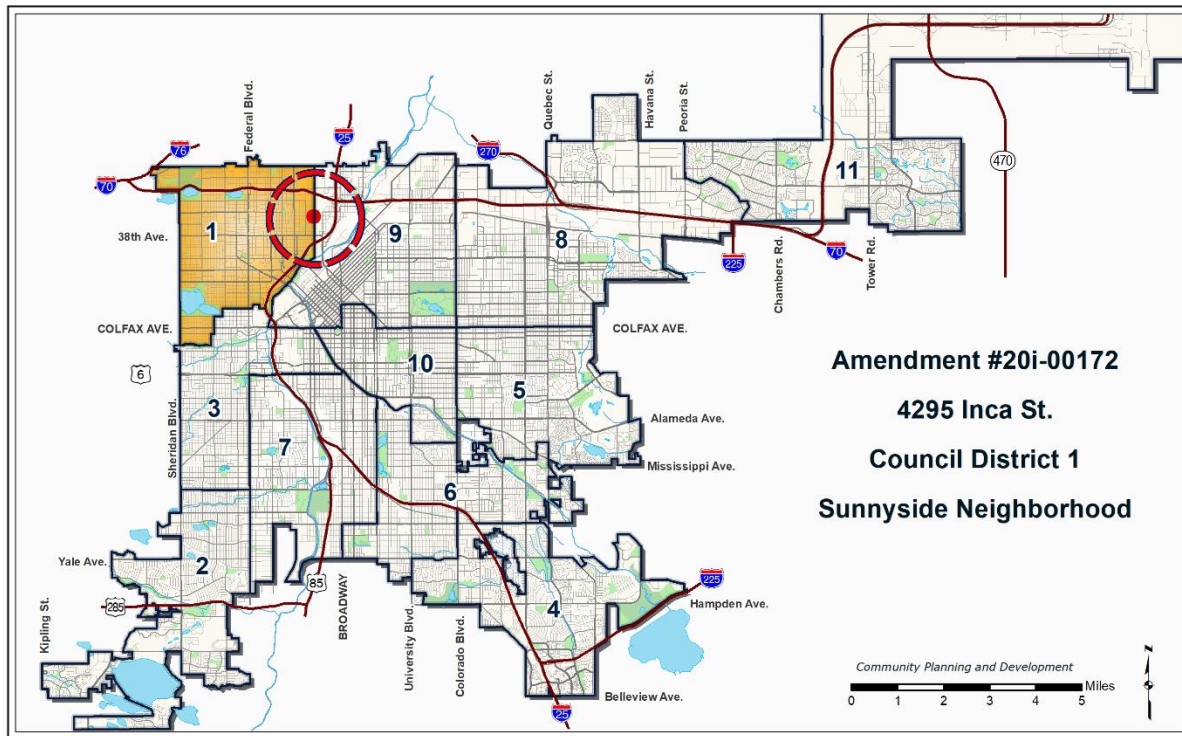 Federal Blvd.
25
Quebec St.
Havana St.
Peoria St.
76
70
270
470
11
1
9
8
38th Ave.
225
70
Chambers Rd.
Tower Rd.
COLFAX AVE.
COLFAX AVE.
6
10
5
3
Sheridan Blvd.
7
Alameda Ave.
Mississippi Ave.
6
Yale Ave.
2
285
85
BROADWAY
University Blvd.
Colorado Blvd.
4
225
Hampden Ave.
Kipling St.
Belleview Ave.
25
Amendment #20i-00172
4295 Inca St.
Council District 1
Sunnyside Neighborhood
Community Planning and Development
Miles
0 1 2 3 4 5
N